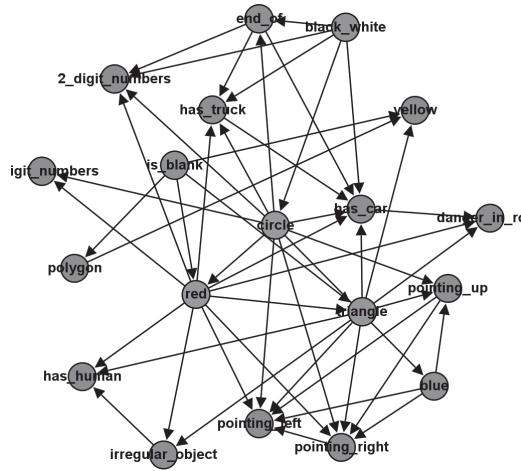 end_of
black_white
2_digit_numbers
has_truck
yellow
igit_numbers
is_blank
circle
has_car
danger_in_ro
polygon
red
triangle
pointing_up
has_human
blue
pointing_left
pointing_right
irregular_object